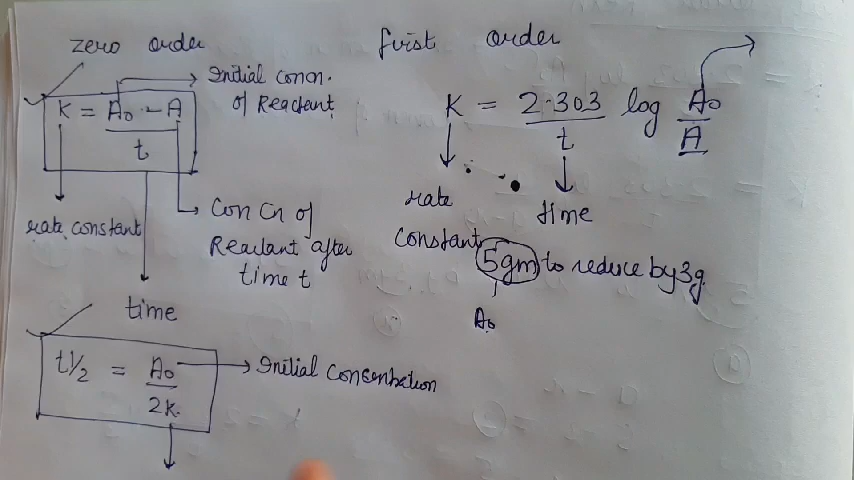 zero order
Initial concn.
of Reactant
K = A₀ - A
t
rate constant
Con Cn of
Reactant after
time t
time
t1/2 = A₀
2K.
Initial Concentration
first order
K = 2.303 log A₀
t A
rate
constant
time
5gm to reduce by 3g.
A₀